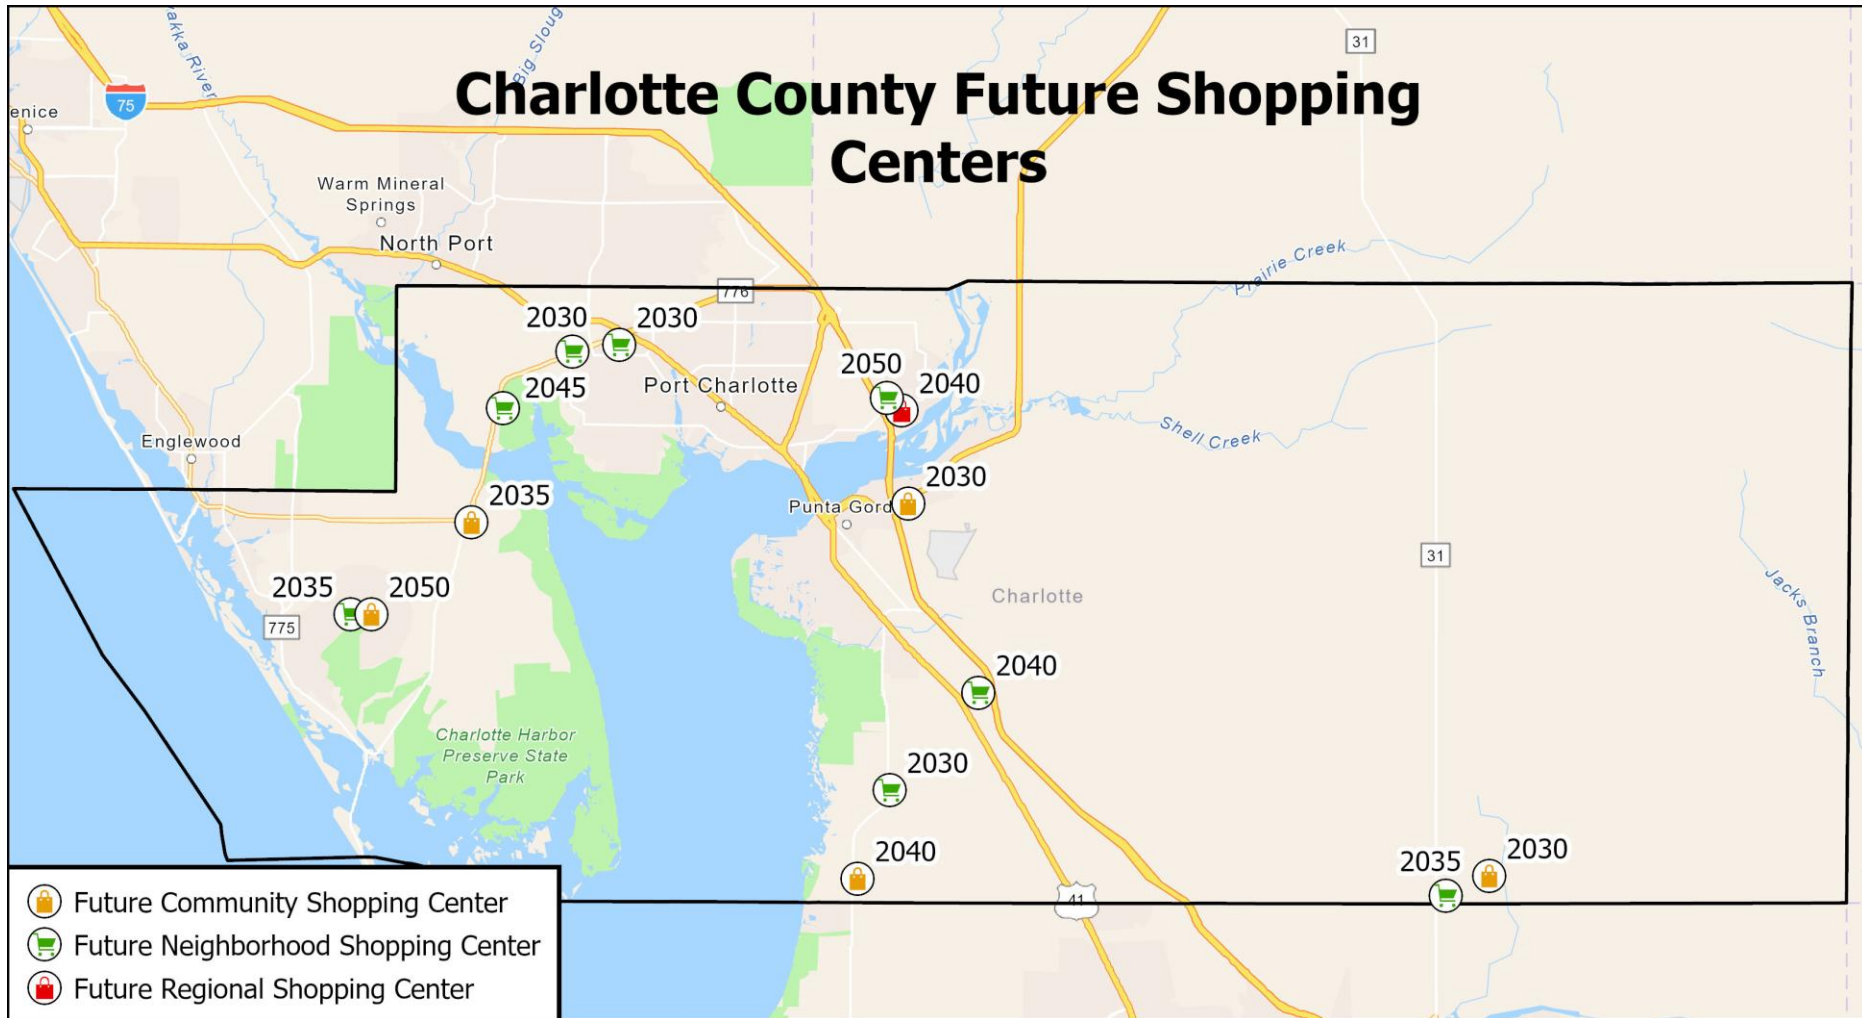 Charlotte County Future Shopping
Centers
31
75
enice
akka River
Big Sloug
Warm Mineral
Springs
North Port
Prairie Creek
776
2030
2030
2050
2040
2045
Port Charlotte
Englewood
Shell Creek
2035
2030
Punta Gord
31
Jacks Branch
2035
2050
Charlotte
775
2040
Charlotte Harbor
Preserve State
Park
2030
2040
2035
2030
41
Future Community Shopping Center
Future Neighborhood Shopping Center
Future Regional Shopping Center